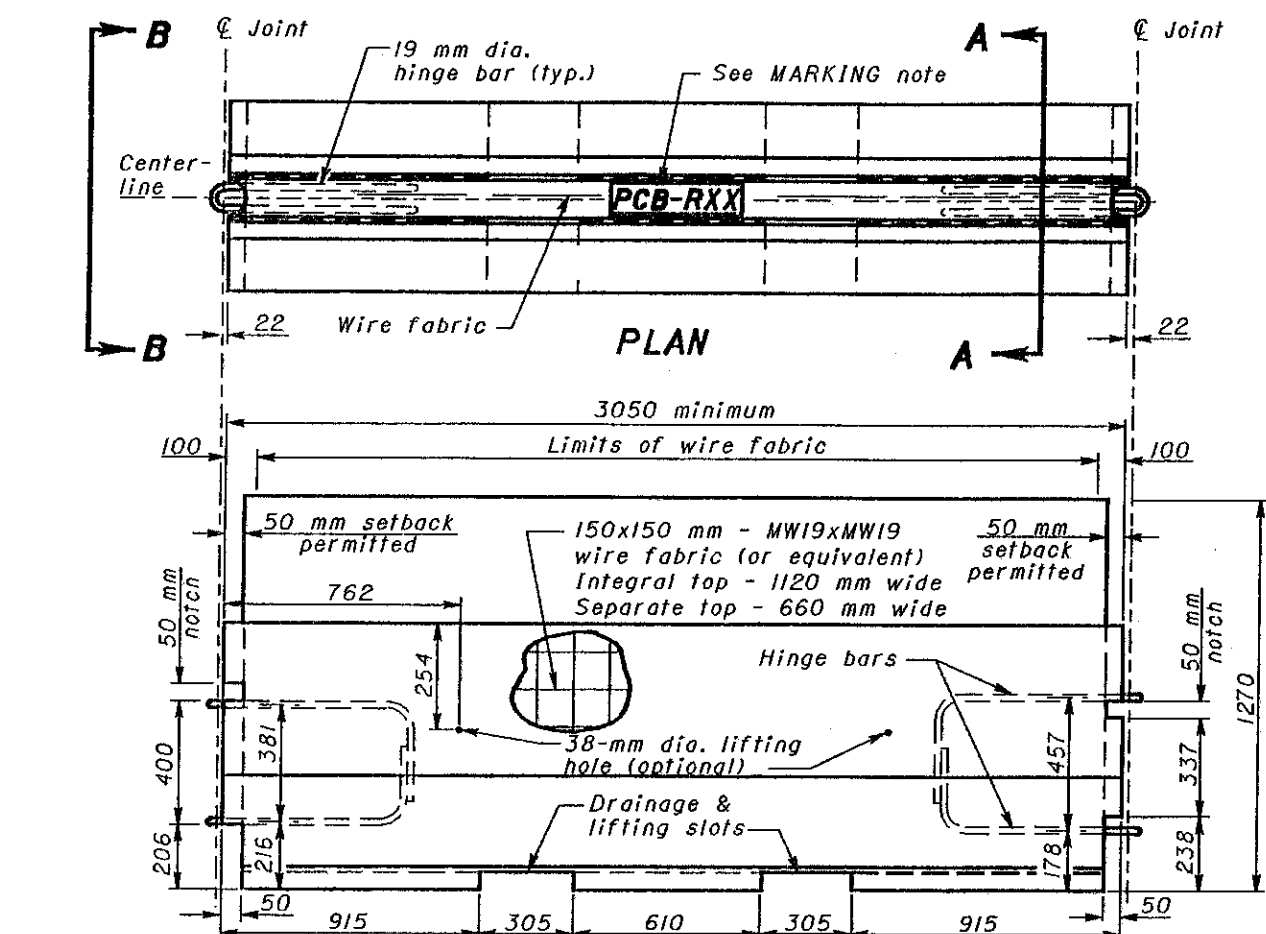 B
℄ Joint
19 mm dia.
hinge bar (typ.)
See MARKING note
A
℄ Joint
Center-
line
PCB-RXX
Wire fabric
PLAN
B
A
22
22
3050 minimum
100
Limits of wire fabric
100
50 mm setback
permitted
150x150 mm - MW19xMW19
wire fabric (or equivalent)
Integral top - 1120 mm wide
Separate top - 660 mm wide
50 mm
setback
permitted
762
50 mm
notch
254
Hinge bars
50 mm
notch
1270
400
381
38-mm dia. lifting
hole (optional)
457
337
Drainage &
lifting slots
206
216
178
238
50
50
915
305
610
305
915